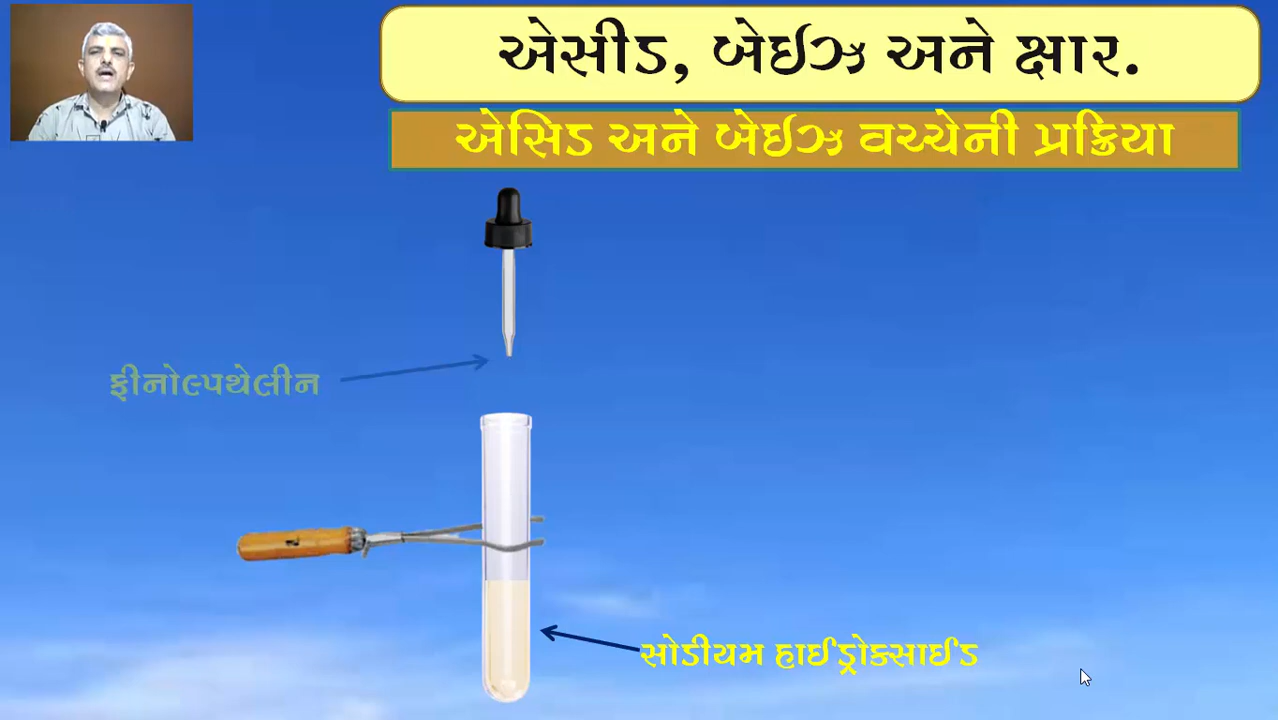 એસીડ, બેઈઝ અને ક્ષાર.
એસિડ અને બેઈઝ વચ્ચેની પ્રક્રિયા
ફીનોલ્પથેલીન
સોડીયમ હાઈડ્રોક્સાઈડ